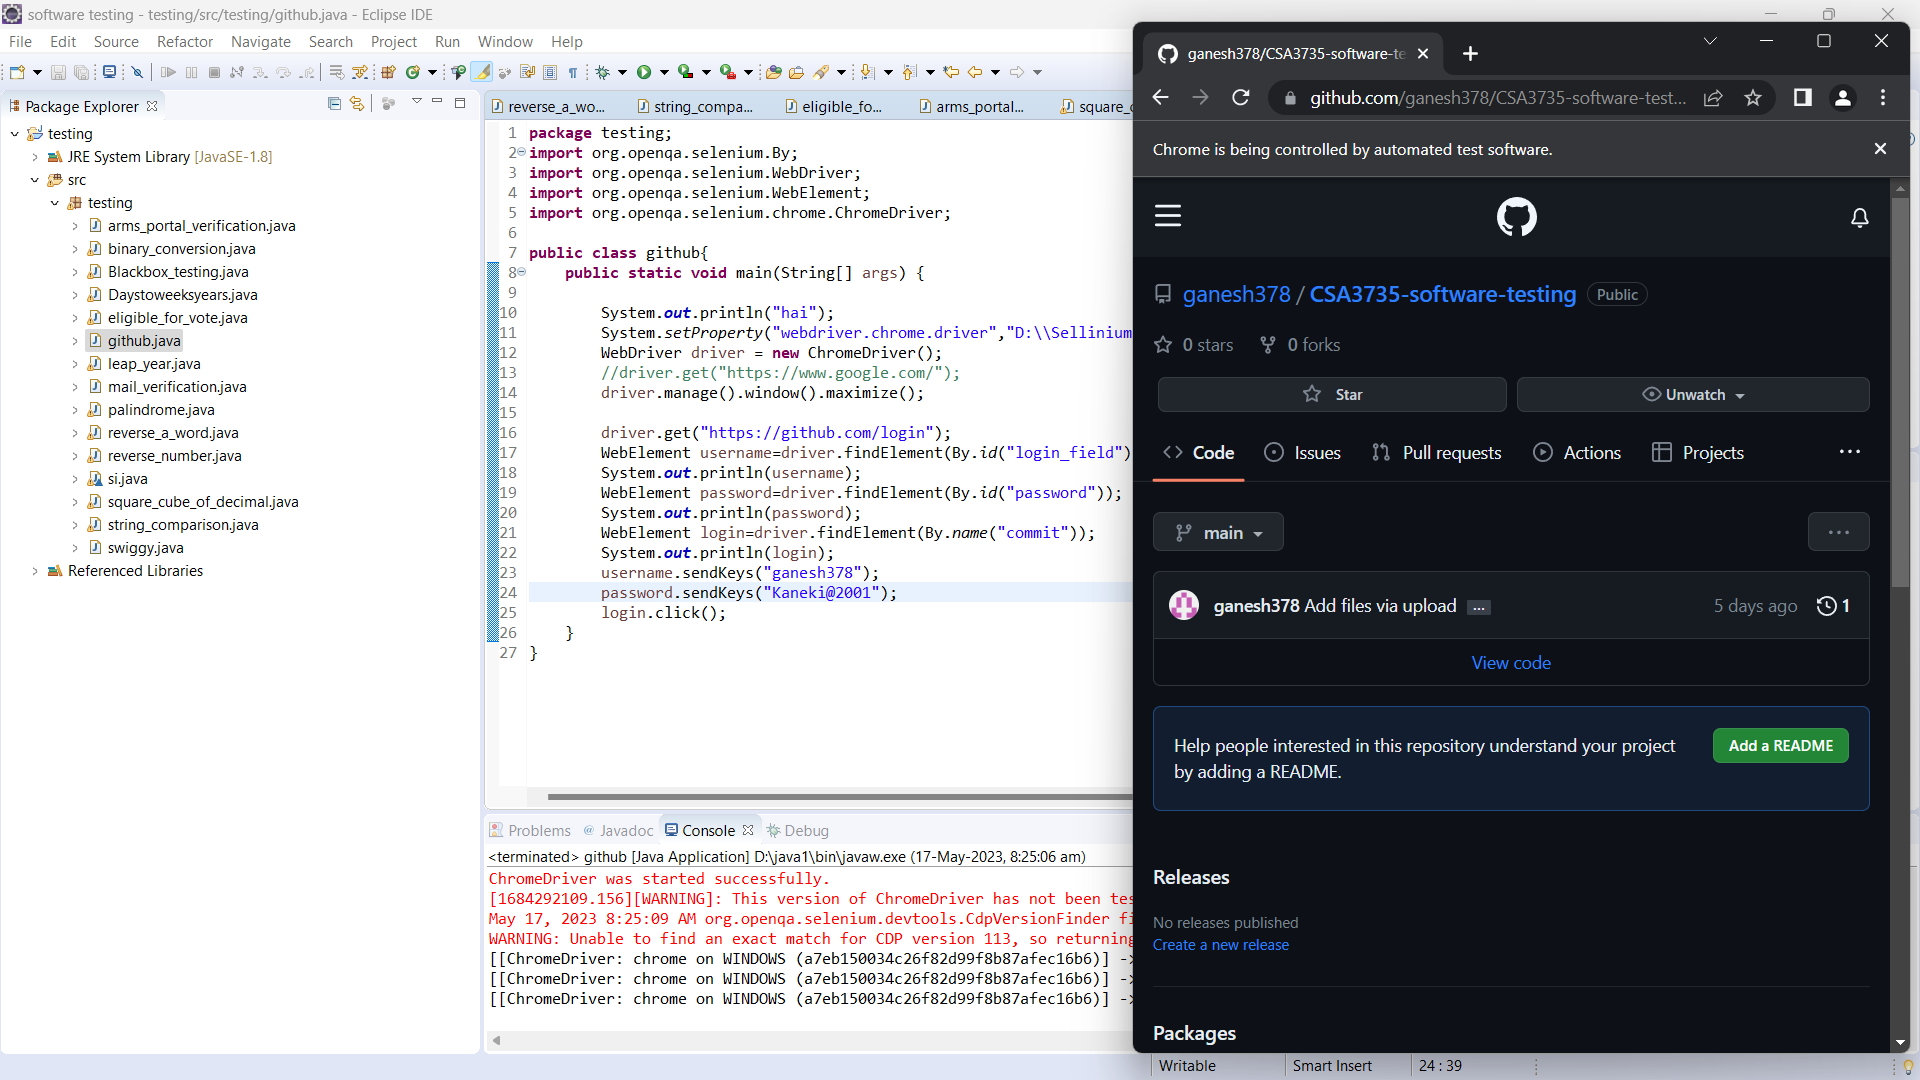 software testing - testing/src/testing/github.java - Eclipse IDE
File Edit Source Refactor Navigate Search Project Run Window Help
Package Explorer
testing
JRE System Library [JavaSE-1.8]
src
testing
arms_portal_verification.java
binary_conversion.java
Blackbox_testing.java
Daystoweeksyears.java
eligible_for_vote.java
github.java
leap_year.java
mail_verification.java
palindrome.java
reverse_a_word.java
reverse_number.java
si.java
square_cube_of_decimal.java
string_comparison.java
swiggy.java
Referenced Libraries
reverse_a_wo... string_compa... eligible_fo... arms_portal... square_c
1 package testing;
2 import org.openqa.selenium.By;
3 import org.openqa.selenium.WebDriver;
4 import org.openqa.selenium.WebElement;
5 import org.openqa.selenium.chrome.ChromeDriver;
6
7 public class github{
8 public static void main(String[] args) {
9
10 System.out.println("hai");
11 System.setProperty("webdriver.chrome.driver","D:\\Sellinium
12 WebDriver driver = new ChromeDriver();
13 //driver.get("https://www.google.com/");
14 driver.manage().window().maximize();
15
16 driver.get("https://github.com/login");
17 WebElement username=driver.findElement(By.id("login_field")
18 System.out.println(username);
19 WebElement password=driver.findElement(By.id("password"));
20 System.out.println(password);
21 WebElement login=driver.findElement(By.name("commit"));
22 System.out.println(login);
23 username.sendKeys("ganesh378");
24 password.sendKeys("Kaneki@2001");
25 login.click();
26 }
27 }
Problems @ Javadoc Console Debug
<terminated> github [Java Application] D:\java1\bin\javaw.exe (17-May-2023, 8:25:06 am)
ChromeDriver was started successfully.
[1684292109.156][WARNING]: This version of ChromeDriver has not been tes
May 17, 2023 8:25:09 AM org.openqa.selenium.devtools.CdpVersionFinder fi
WARNING: Unable to find an exact match for CDP version 113, so returning
[[ChromeDriver: chrome on WINDOWS (a7eb150034c26f82d99f8b87afec16b6)] ->
[[ChromeDriver: chrome on WINDOWS (a7eb150034c26f82d99f8b87afec16b6)] ->
[[ChromeDriver: chrome on WINDOWS (a7eb150034c26f82d99f8b87afec16b6)] ->
Writable Smart Insert 24 : 39
ganesh378/CSA3735-software-te
github.com/ganesh378/CSA3735-software-test...
Chrome is being controlled by automated test software.
ganesh378 / CSA3735-software-testing Public
0 stars 0 forks
Star Unwatch
Code Issues Pull requests Actions Projects ...
main ...
ganesh378 Add files via upload ... 5 days ago 1
View code
Help people interested in this repository understand your project
by adding a README.
Add a README
Releases
No releases published
Create a new release
Packages